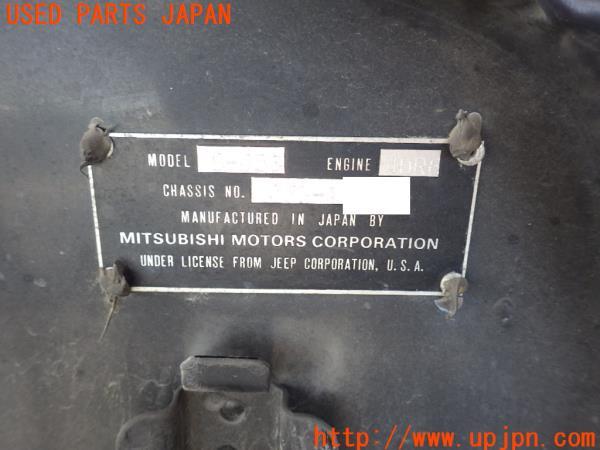 USED PARTS JAPAN
MODEL ENGINE
CHASSIS NO.
MANUFACTURED IN JAPAN BY
MITSUBISHI MOTORS CORPORATION
UNDER LICENSE FROM JEEP CORPORATION, U.S.A.
http://www.upjpn.com/